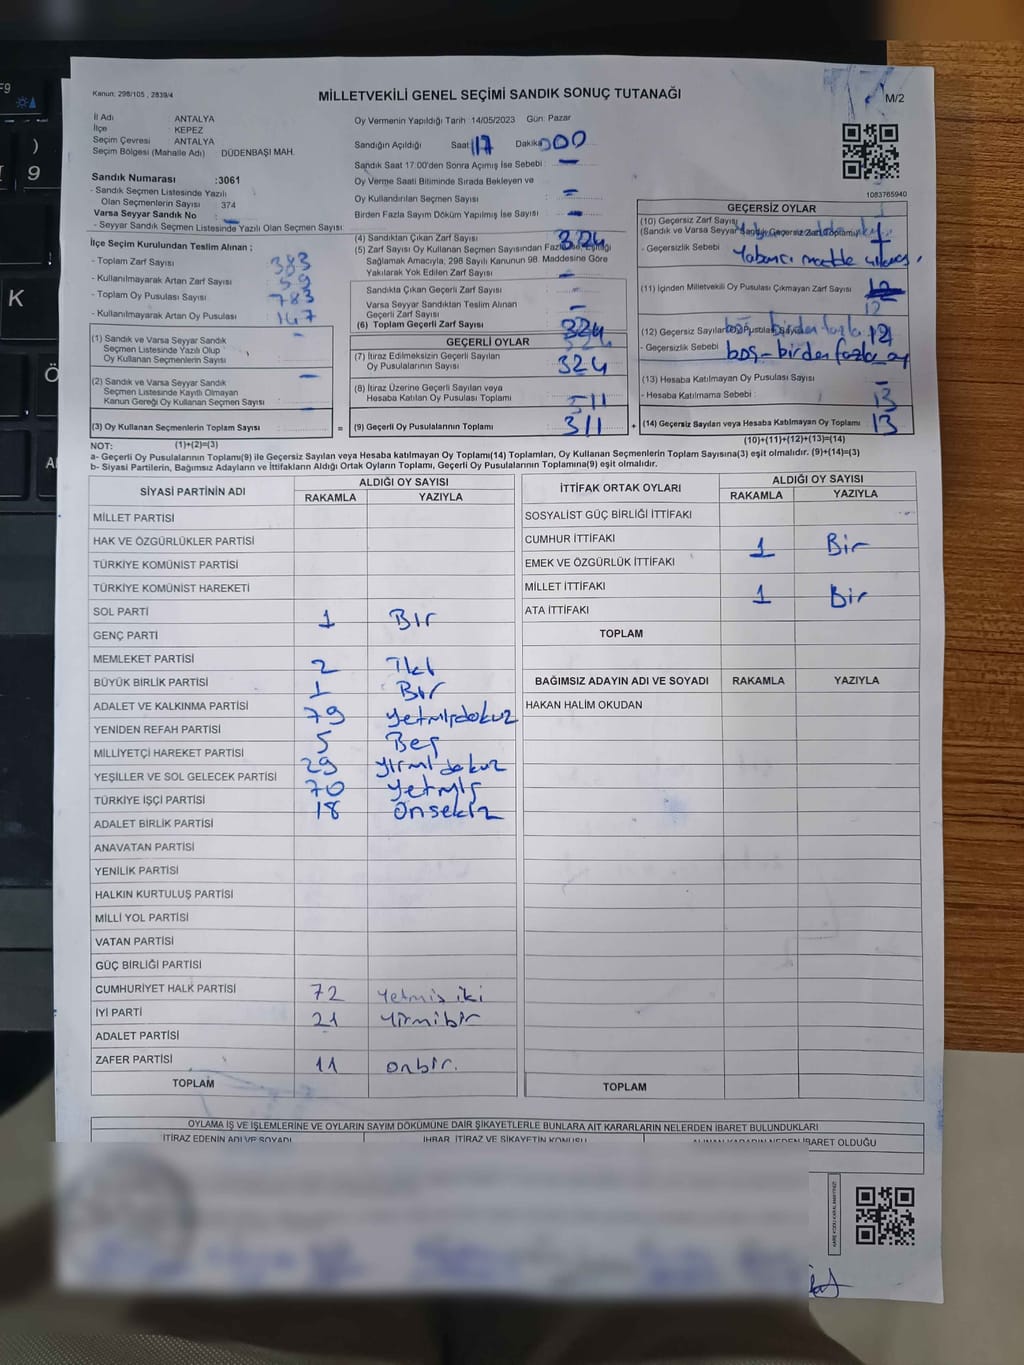 F9
)
9
K
Ö
Kanun: 298/105 , 2839/4
MİLLETVEKİLİ GENEL SEÇİMİ SANDIK SONUÇ TUTANAĞI
M/2
İl Adı ANTALYA
İlçe KEPEZ
Seçim Çevresi ANTALYA
Seçim Bölgesi (Mahalle Adı) DÜDENBAŞI MAH.
Sandık Numarası :3061
- Sandık Seçmen Listesinde Yazılı
Olan Seçmenlerin Sayısı 374
Varsa Seyyar Sandık No
- Seyyar Sandık Seçmen Listesinde Yazılı Olan Seçmen Sayısı:
İlçe Seçim Kurulundan Teslim Alınan ;
- Toplam Zarf Sayısı 383
- Kullanılmayarak Artan Zarf Sayısı 59
- Toplam Oy Pusulası Sayısı 783
- Kullanılmayarak Artan Oy Pusulası 147
(1) Sandık ve Varsa Seyyar Sandık
Seçmen Listesinde Yazılı Olup
Oy Kullanan Seçmenlerin Sayısı
(2) Sandık ve Varsa Seyyar Sandık
Seçmen Listesinde Kayıtlı Olmayan
Kanun Gereği Oy Kullanan Seçmen Sayısı
(3) Oy Kullanan Seçmenlerin Toplam Sayısı =
Oy Vermenin Yapıldığı Tarih 14/05/2023 Gün: Pazar
Sandığın Açıldığı Saat 17 Dakika 00
Sandık Saat 17:00'den Sonra Açımış İse Sebebi : –
Oy Verme Saati Bitiminde Sırada Bekleyen ve
Oy Kullandırılan Seçmen Sayısı
Birden Fazla Sayım Döküm Yapılmış İse Sayısı : –
(4) Sandıktan Çıkan Zarf Sayısı 324
(5) Zarf Sayısı Oy Kullanan Seçmen Sayısından Fazla İse, Eşitliği
Sağlamak Amacıyla; 298 Sayılı Kanunun 98. Maddesine Göre
Yakılarak Yok Edilen Zarf Sayısı –
Sandıkta Çıkan Geçerli Zarf Sayısı
Varsa Seyyar Sandıktan Teslim Alınan
Geçerli Zarf Sayısı
(6) Toplam Geçerli Zarf Sayısı 324
GEÇERLİ OYLAR
(7) İtiraz Edilmeksizin Geçerli Sayılan
Oy Pusulalarının Sayısı 324
(8) İtiraz Üzerine Geçerli Sayılan veya
Hesaba Katılan Oy Pusulası Toplamı
(9) Geçerli Oy Pusulalarının Toplamı 311 +
1083765940
GEÇERSİZ OYLAR
(10) Geçersiz Zarf Sayısı
(Sandık ve Varsa Seyyar Sandık Geçersiz Zarf Toplamı) 1
- Geçersizlik Sebebi
Yabancı madde
(11) İçinden Milletvekili Oy Pusulası Çıkmayan Zarf Sayısı
12
(12) Geçersiz Sayılan Oy Pusulası Sayısı 12
- Geçersizlik Sebebi boş-birden fazla oy
(13) Hesaba Katılmayan Oy Pusulası Sayısı –
- Hesaba Katılmama Sebebi 13
(14) Geçersiz Sayılan veya Hesaba Katılmayan Oy Toplamı 13
NOT: (1)+(2)=(3) (10)+(11)+(12)+(13)=(14)
a- Geçerli Oy Pusulalarının Toplamı(9) ile Geçersiz Sayılan veya Hesaba katılmayan Oy Toplamı(14) Toplamları, Oy Kullanan Seçmenlerin Toplam Sayısına(3) eşit olmalıdır. (9)+(14)=(3)
b- Siyasi Partilerin, Bağımsız Adayların ve İttifakların Aldığı Ortak Oyların Toplamı, Geçerli Oy Pusulalarının Toplamına(9) eşit olmalıdır.
SİYASİ PARTİNİN ADI ALDIĞI OY SAYISI
RAKAMLA YAZIYLA
MİLLET PARTİSİ
HAK VE ÖZGÜRLÜKLER PARTİSİ
TÜRKİYE KOMÜNİST PARTİSİ
TÜRKİYE KOMÜNİST HAREKETİ
SOL PARTİ 1 Bir
GENÇ PARTİ
MEMLEKET PARTİSİ 2 İki
BÜYÜK BİRLİK PARTİSİ 1 Bir
ADALET VE KALKINMA PARTİSİ 79 yetmişdokuz
YENİDEN REFAH PARTİSİ 5 Beş
MİLLİYETÇİ HAREKET PARTİSİ 29 yirmi dokuz
YEŞİLLER VE SOL GELECEK PARTİSİ 70 yetmiş
TÜRKİYE İŞÇİ PARTİSİ 18 onsekiz
ADALET BİRLİK PARTİSİ
ANAVATAN PARTİSİ
YENİLİK PARTİSİ
HALKIN KURTULUŞ PARTİSİ
MİLLİ YOL PARTİSİ
VATAN PARTİSİ
GÜÇ BİRLİĞİ PARTİSİ
CUMHURİYET HALK PARTİSİ 72 yetmiş iki
İYİ PARTİ 21 yirmibir
ADALET PARTİSİ
ZAFER PARTİSİ 11 onbir.
TOPLAM
İTTİFAK ORTAK OYLARI ALDIĞI OY SAYISI
RAKAMLA YAZIYLA
SOSYALİST GÜÇ BİRLİĞİ İTTİFAKI
CUMHUR İTTİFAKI 1 Bir
EMEK VE ÖZGÜRLÜK İTTİFAKI
MİLLET İTTİFAKI 1 Bir
ATA İTTİFAKI
TOPLAM
BAĞIMSIZ ADAYIN ADI VE SOYADI RAKAMLA YAZIYLA
HAKAN HALİM OKUDAN
TOPLAM
OYLAMA İŞ VE İŞLEMLERİNE VE OYLARIN SAYIM DÖKÜMÜNE DAİR ŞİKAYETLERLE BUNLARA AİT KARARLARIN NELERDEN İBARET BULUNDUKLARI
İTİRAZ EDENİN ADI VE SOYADI İHBAR, İTİRAZ VE ŞİKAYETİN KONUSU İBARET OLDUĞU